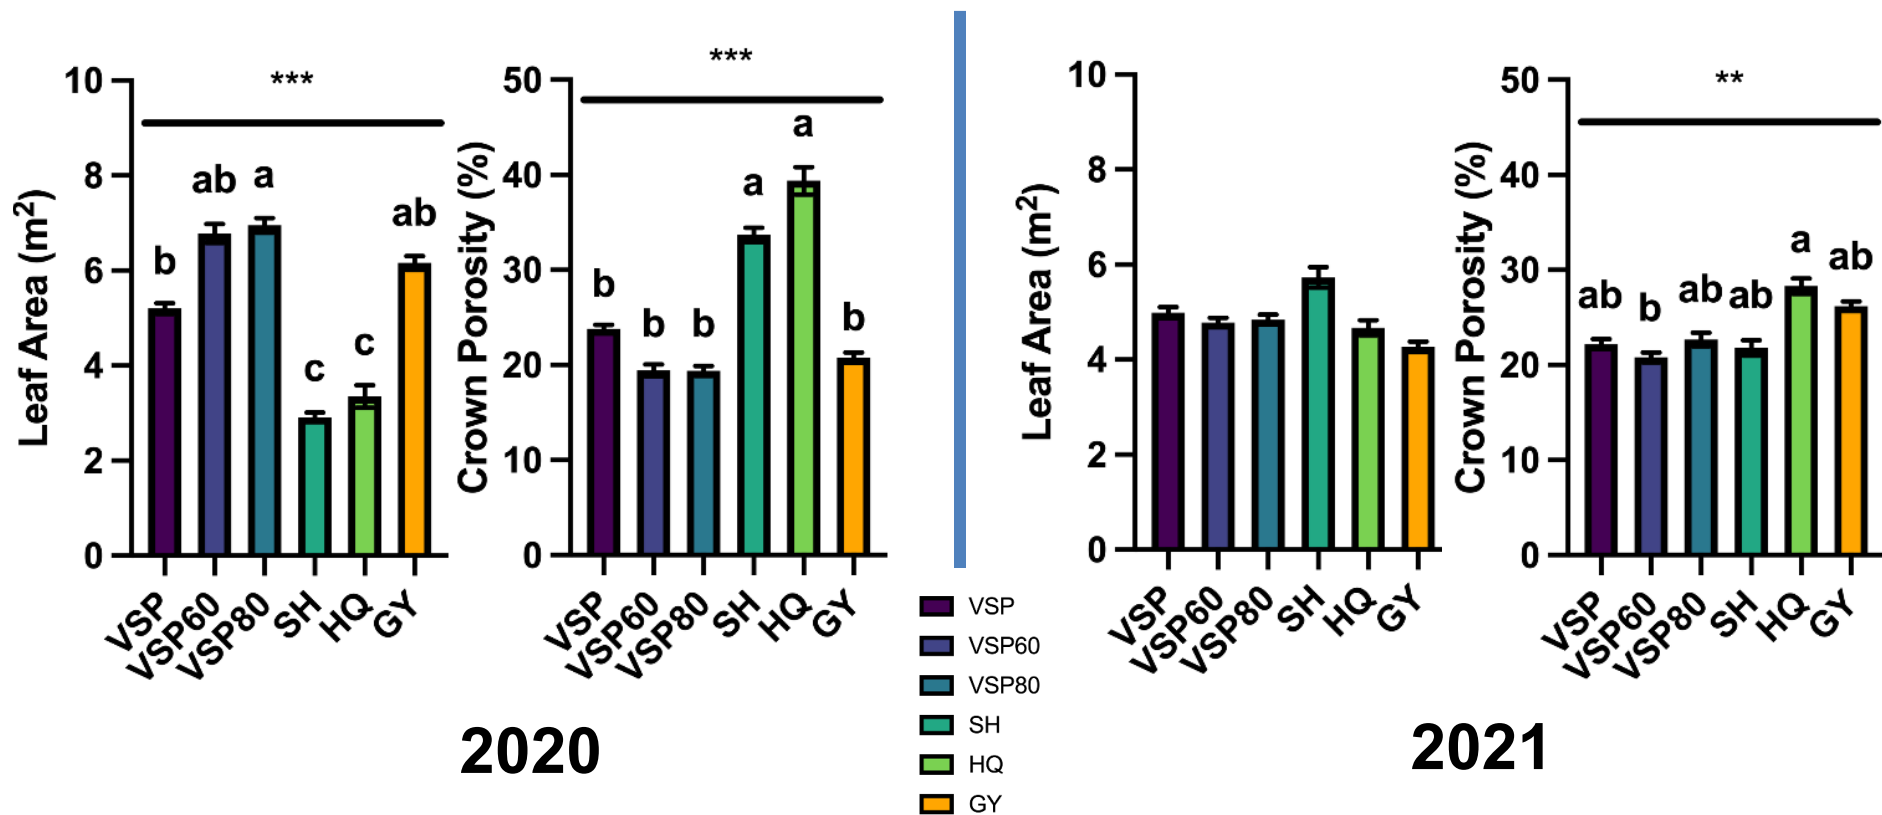 Leaf Area (m²)
10
8
6
4
2
0
***
b
ab
a
c
c
ab
VSP
VSP60
VSP80
SH
HQ
GY
Crown Porosity (%)
50
40
30
20
10
0
***
b
b
b
a
a
b
VSP
VSP60
VSP80
SH
HQ
GY
2020
VSP
VSP60
VSP80
SH
HQ
GY
Leaf Area (m²)
10
8
6
4
2
0
VSP
VSP60
VSP80
SH
HQ
GY
Crown Porosity (%)
50
40
30
20
10
0
**
ab
b
ab
ab
a
ab
VSP
VSP60
VSP80
SH
HQ
GY
2021